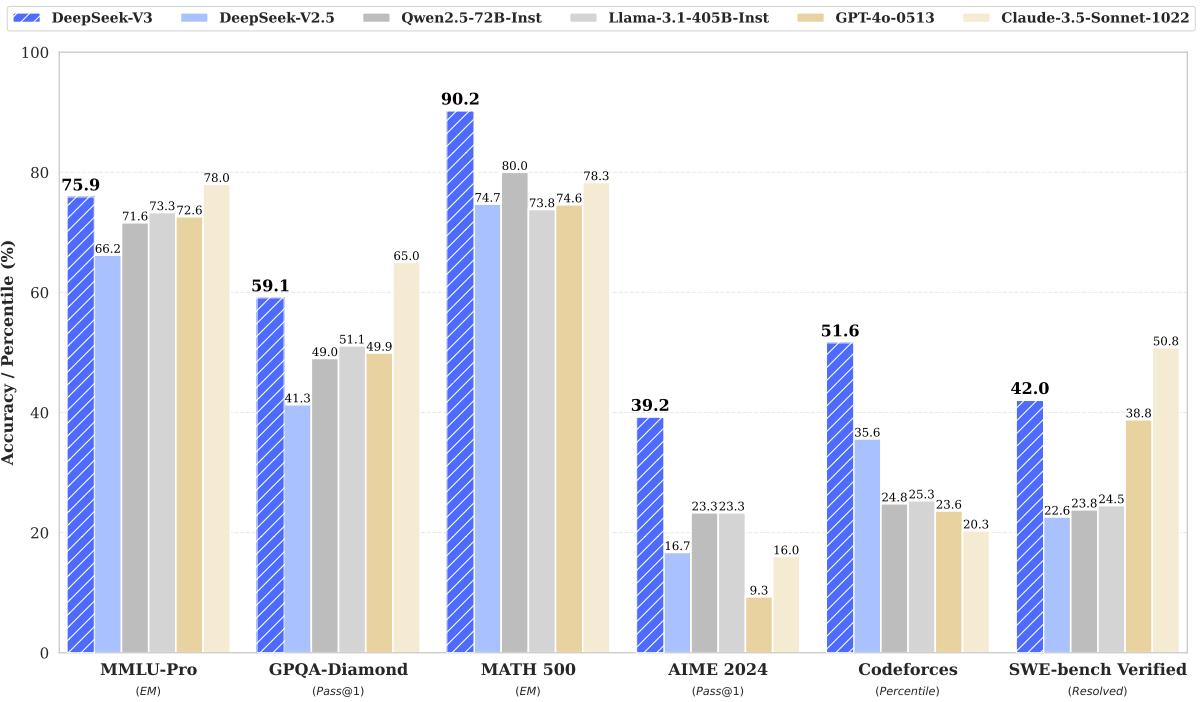 DeepSeek-V3 DeepSeek-V2.5 Qwen2.5-72B-Inst Llama-3.1-405B-Inst GPT-4o-0513 Claude-3.5-Sonnet-1022
Accuracy / Percentile (%)
100
80
60
40
20
0
75.9 66.2 71.6 73.3 72.6 78.0
59.1 41.3 49.0 51.1 49.9 65.0
90.2 74.7 80.0 73.8 74.6 78.3
39.2 16.7 23.3 23.3 9.3 16.0
51.6 35.6 24.8 25.3 23.6 20.3
42.0 22.6 23.8 24.5 38.8 50.8
MMLU-Pro GPQA-Diamond MATH 500 AIME 2024 Codeforces SWE-bench Verified
(EM) (Pass@1) (EM) (Pass@1) (Percentile) (Resolved)